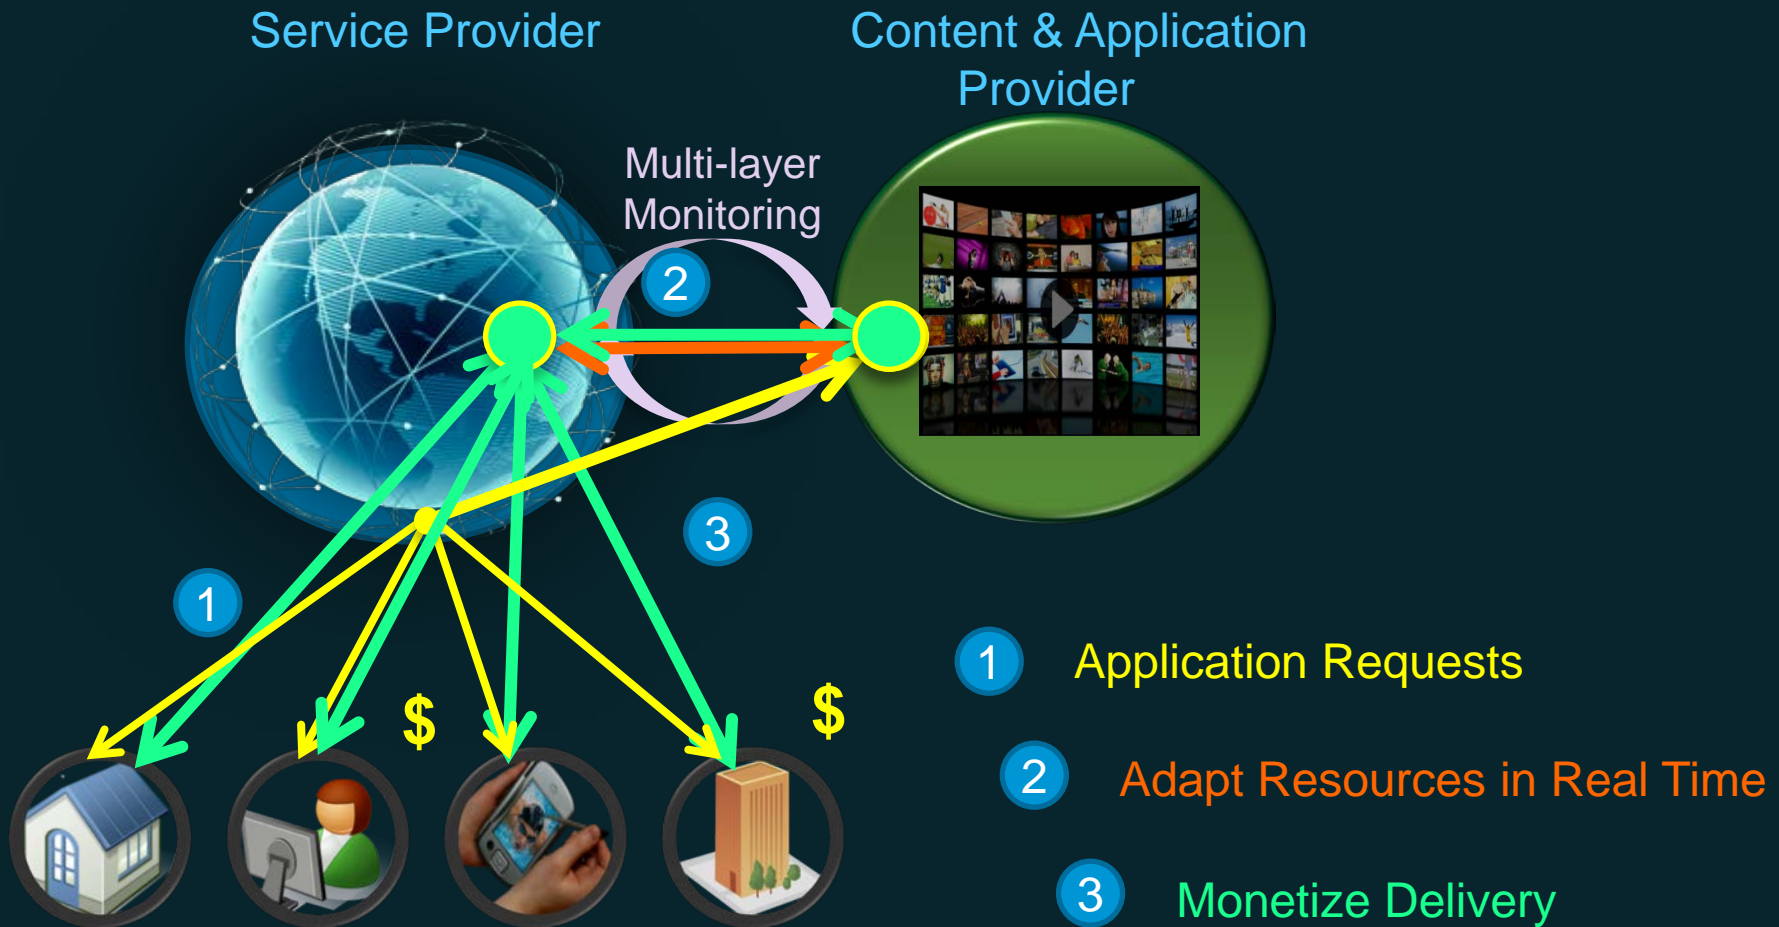 Service Provider
Content & Application
Provider
Multi-layer
Monitoring
2
3
1
$
$
1 Application Requests
2 Adapt Resources in Real Time
3 Monetize Delivery